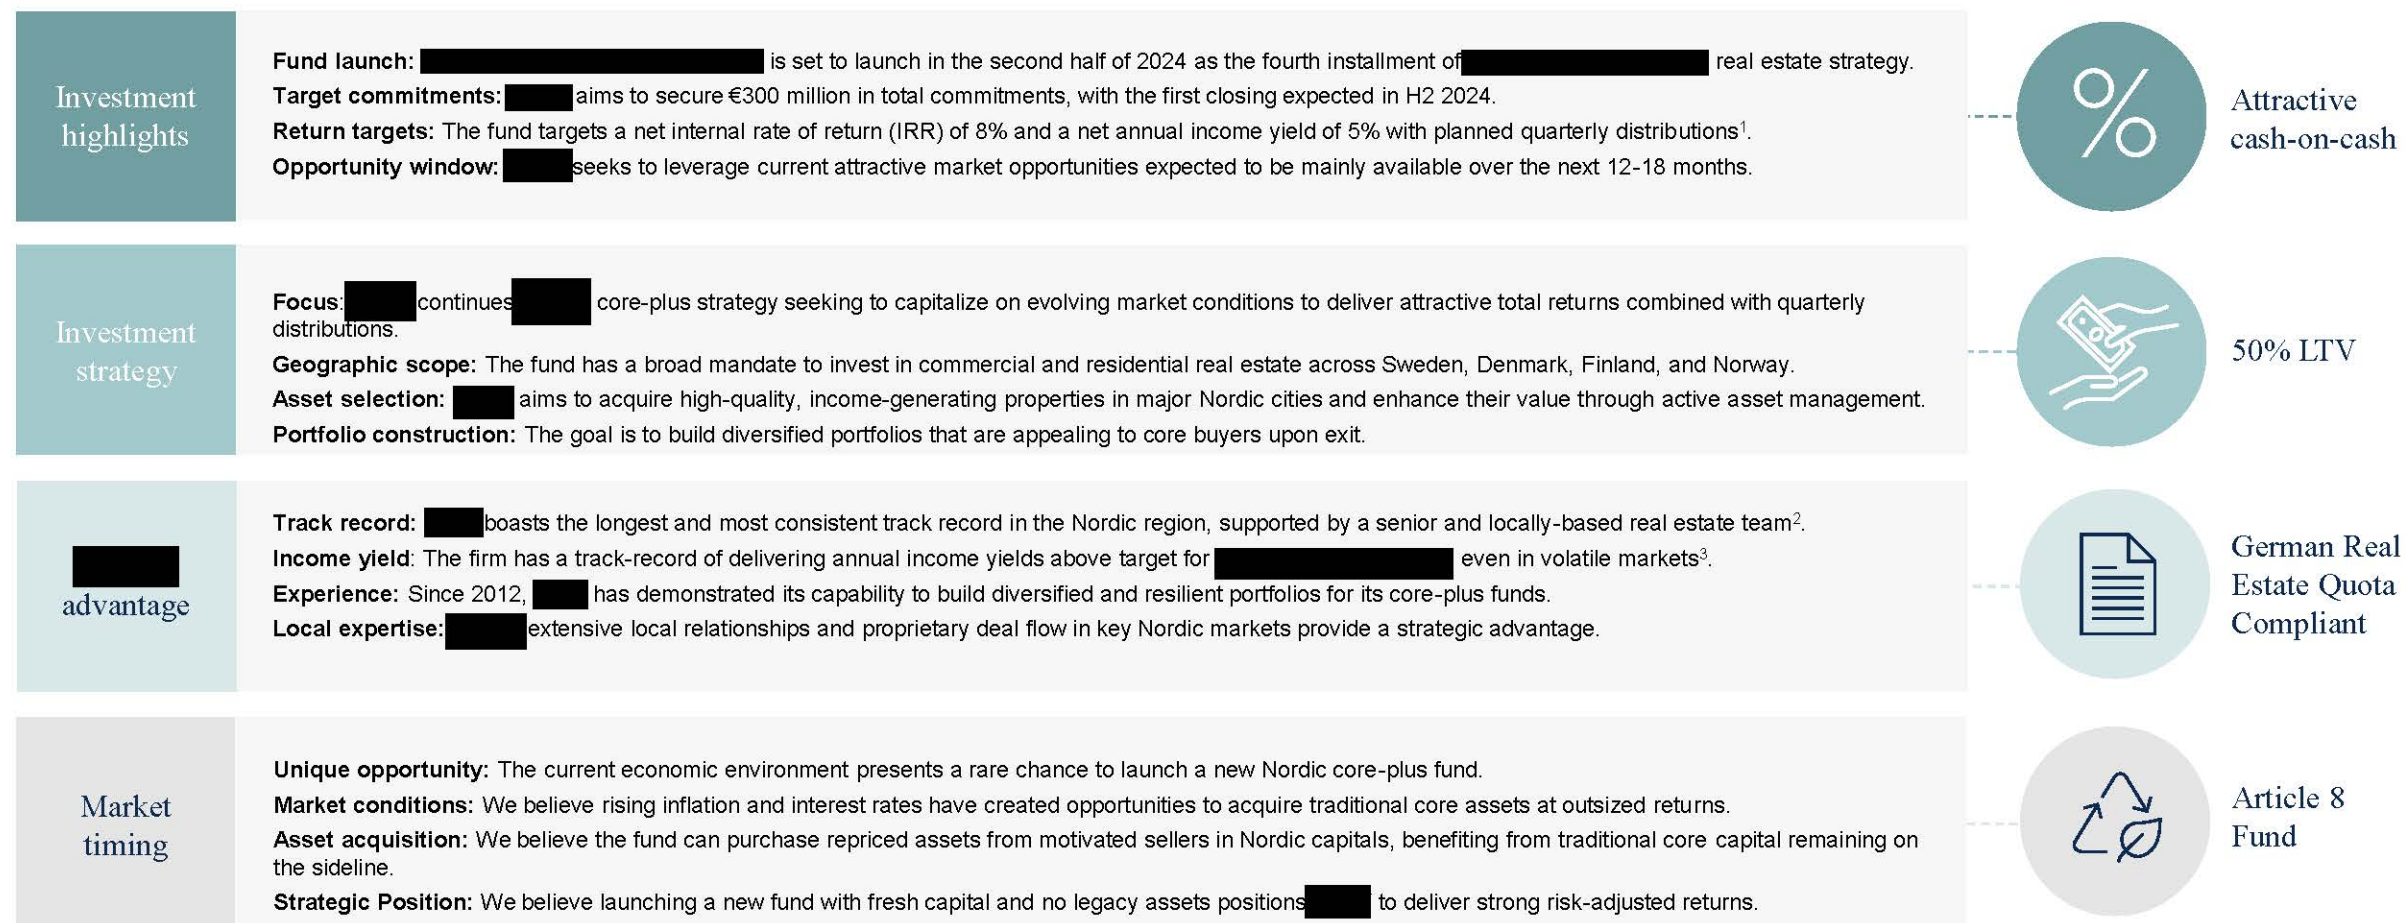 Investment
highlights
Fund launch: is set to launch in the second half of 2024 as the fourth installment of real estate strategy.
Target commitments: aims to secure €300 million in total commitments, with the first closing expected in H2 2024.
Return targets: The fund targets a net internal rate of return (IRR) of 8% and a net annual income yield of 5% with planned quarterly distributions¹.
Opportunity window: seeks to leverage current attractive market opportunities expected to be mainly available over the next 12-18 months.
%
Attractive
cash-on-cash
Investment
strategy
Focus: continues core-plus strategy seeking to capitalize on evolving market conditions to deliver attractive total returns combined with quarterly
distributions.
Geographic scope: The fund has a broad mandate to invest in commercial and residential real estate across Sweden, Denmark, Finland, and Norway.
Asset selection: aims to acquire high-quality, income-generating properties in major Nordic cities and enhance their value through active asset management.
Portfolio construction: The goal is to build diversified portfolios that are appealing to core buyers upon exit.
50% LTV
advantage
Track record: boasts the longest and most consistent track record in the Nordic region, supported by a senior and locally-based real estate team².
Income yield: The firm has a track-record of delivering annual income yields above target for even in volatile markets³.
Experience: Since 2012, has demonstrated its capability to build diversified and resilient portfolios for its core-plus funds.
Local expertise: extensive local relationships and proprietary deal flow in key Nordic markets provide a strategic advantage.
German Real
Estate Quota
Compliant
Market
timing
Unique opportunity: The current economic environment presents a rare chance to launch a new Nordic core-plus fund.
Market conditions: We believe rising inflation and interest rates have created opportunities to acquire traditional core assets at outsized returns.
Asset acquisition: We believe the fund can purchase repriced assets from motivated sellers in Nordic capitals, benefiting from traditional core capital remaining on
the sideline.
Strategic Position: We believe launching a new fund with fresh capital and no legacy assets positions to deliver strong risk-adjusted returns.
Article 8
Fund